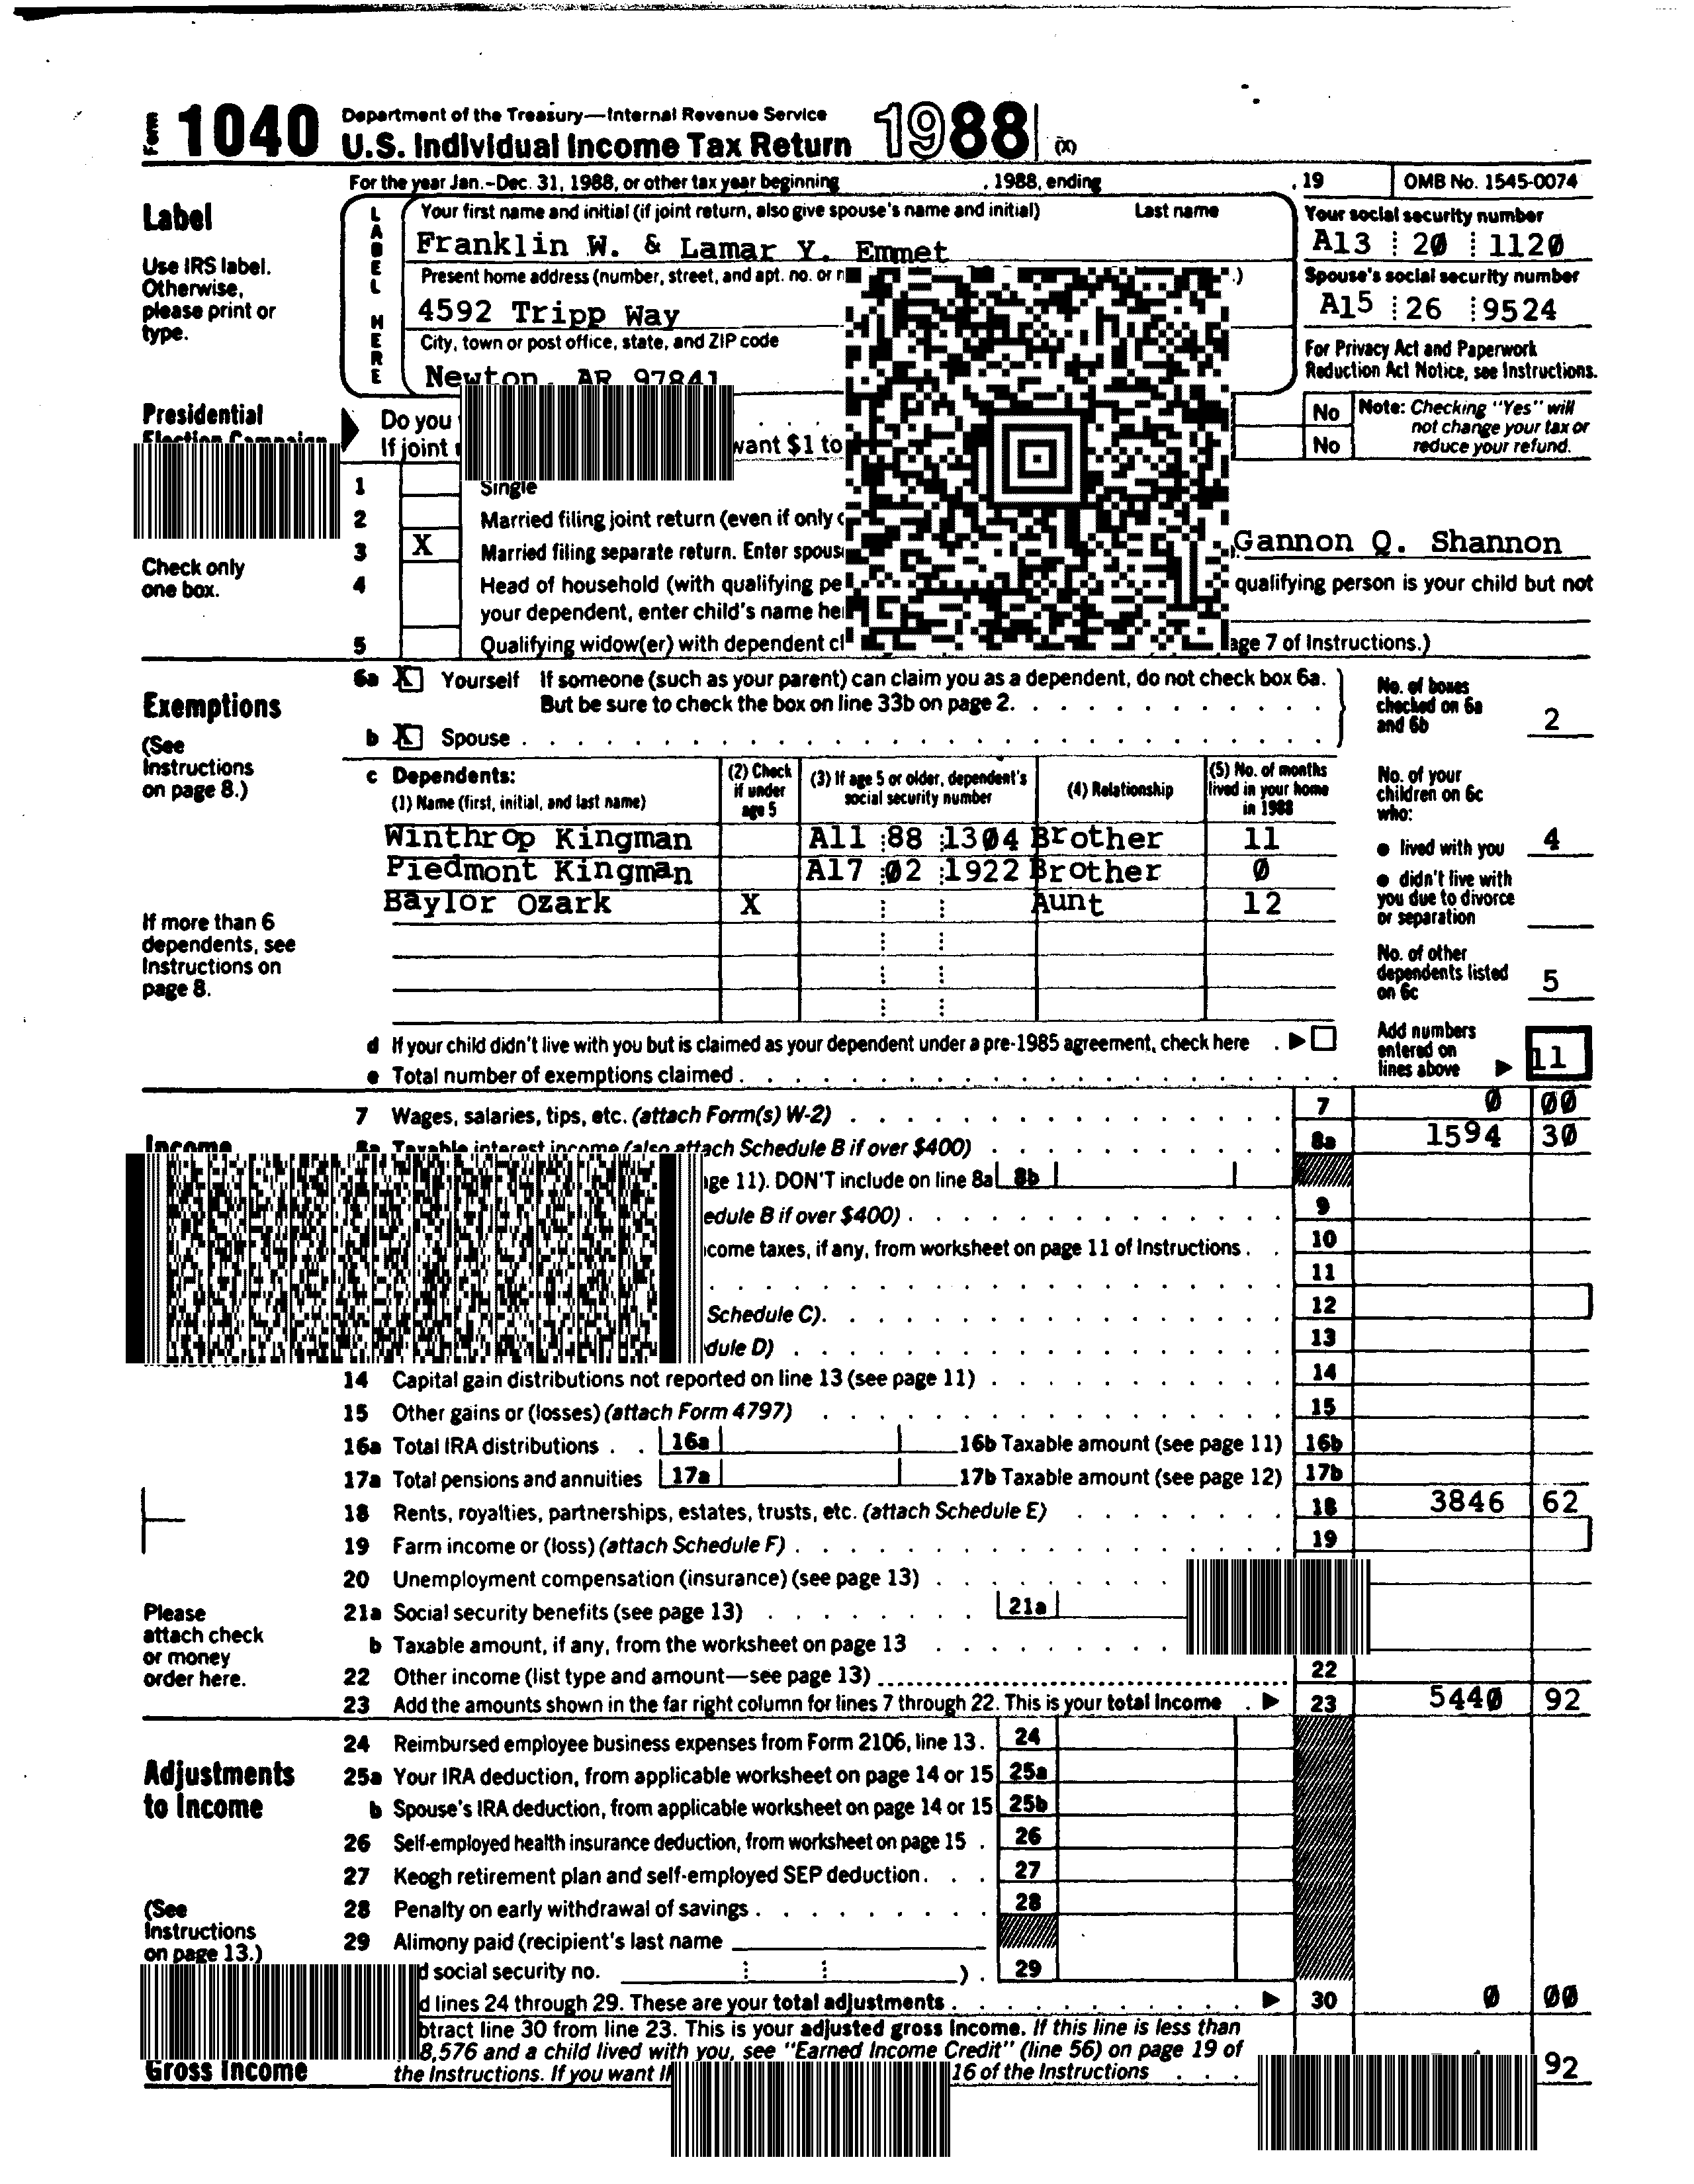 Form 1040 Department of the Treasury—Internal Revenue Service
U.S. Individual Income Tax Return 1988 (X)
For the year Jan.-Dec. 31, 1988, or other tax year beginning , 1988, ending , 19 OMB No. 1545-0074
Label
Use IRS label.
Otherwise,
please print or
type.
LABEL HERE
Your first name and initial (if joint return, also give spouse's name and initial) Last name
Franklin W. & Lamar Y. Emmet
Your social security number
A13 20 1120
Present home address (number, street, and apt. no. or .)
4592 Tripp Way
Spouse's social security number
A15 26 9524
City, town or post office, state, and ZIP code
Newton, AR 97841
For Privacy Act and Paperwork
Reduction Act Notice, see Instructions.
Presidential
Election Campaign
Do you
If joint want $1 to
No
No
Note: Checking "Yes" will
not change your tax or
reduce your refund.
Check only
one box.
1 Single
2 Married filing joint return (even if only
3 X Married filing separate return. Enter Gannon Q. Shannon
4 Head of household (with qualifying qualifying person is your child but not
your dependent, enter child's name
5 Qualifying widow(er) with dependent 7 of Instructions.)
Exemptions
(See
Instructions
on page 8.)
6a X Yourself If someone (such as your parent) can claim you as a dependent, do not check box 6a.
But be sure to check the box on line 33b on page 2.
b X Spouse
No. of boxes
checked on 6a
and 6b 2
c Dependents:
(1) Name (first, initial, and last name)
(2) Check
if under
age 5
(3) If age 5 or older, dependent's
social security number
(4) Relationship
(5) No. of months
lived in your home
in 1988
Winthrop Kingman A11 88 1304 Brother 11
Piedmont Kingman A17 02 1922 Brother 0
Baylor Ozark X Aunt 12
No. of your
children on 6c
who:
● lived with you 4
● didn't live with
you due to divorce
or separation
No. of other
dependents listed
on 6c 5
If more than 6
dependents, see
Instructions on
page 8.
d If your child didn't live with you but is claimed as your dependent under a pre-1985 agreement, check here
e Total number of exemptions claimed
Add numbers
entered on
lines above 11
Income
7 Wages, salaries, tips, etc. (attach Form(s) W-2) 7 0 00
8a Taxable interest income (also attach Schedule B if over $400) 8a 1594 30
11). DON'T include on line 8a 8b
B if over $400) 9
taxes, if any, from worksheet on page 11 of Instructions 10
11
Schedule C) 12
D) 13
14 Capital gain distributions not reported on line 13 (see page 11) 14
15 Other gains or (losses) (attach Form 4797) 15
16a Total IRA distributions 16a 16b Taxable amount (see page 11) 16b
17a Total pensions and annuities 17a 17b Taxable amount (see page 12) 17b
18 Rents, royalties, partnerships, estates, trusts, etc. (attach Schedule E) 18 3846 62
19 Farm income or (loss) (attach Schedule F) 19
20 Unemployment compensation (insurance) (see page 13)
21a Social security benefits (see page 13) 21a
b Taxable amount, if any, from the worksheet on page 13
22 Other income (list type and amount—see page 13) 22
23 Add the amounts shown in the far right column for lines 7 through 22. This is your total income 23 5440 92
Please
attach check
or money
order here.
Adjustments
to Income
(See
Instructions
on page 13.)
24 Reimbursed employee business expenses from Form 2106, line 13. 24
25a Your IRA deduction, from applicable worksheet on page 14 or 15 25a
b Spouse's IRA deduction, from applicable worksheet on page 14 or 15 25b
26 Self-employed health insurance deduction, from worksheet on page 15 26
27 Keogh retirement plan and self-employed SEP deduction 27
28 Penalty on early withdrawal of savings 28
29 Alimony paid (recipient's last name
social security no. ) 29
lines 24 through 29. These are your total adjustments 30 0 00
Gross Income
line 30 from line 23. This is your adjusted gross income. If this line is less than
8,576 and a child lived with you, see "Earned Income Credit" (line 56) on page 19 of
the Instructions. If you want 16 of the Instructions 92